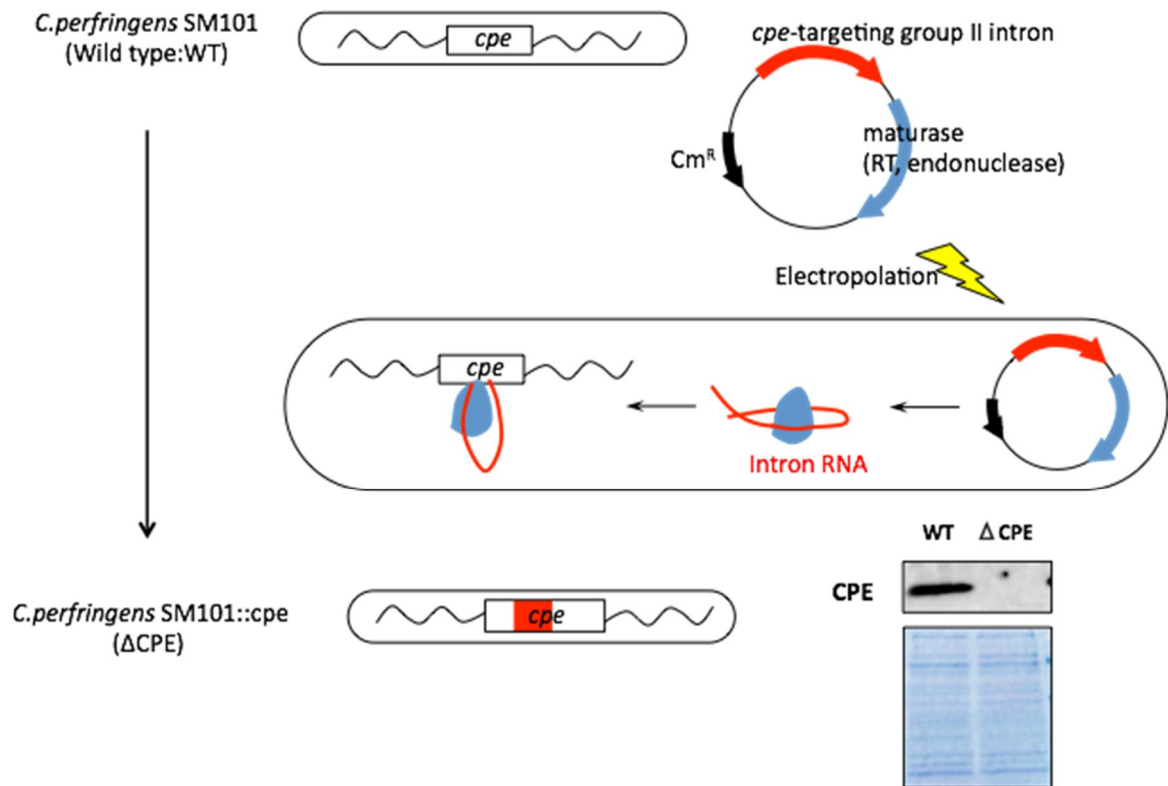 C.perfringens SM101
(Wild type:WT)
cpe
cpe-targeting group II intron
maturase
(RT, endonuclease)
Cmᴿ
Electropolation
cpe
Intron RNA
WT Δ CPE
CPE
C.perfringens SM101::cpe
(ΔCPE)
cpe